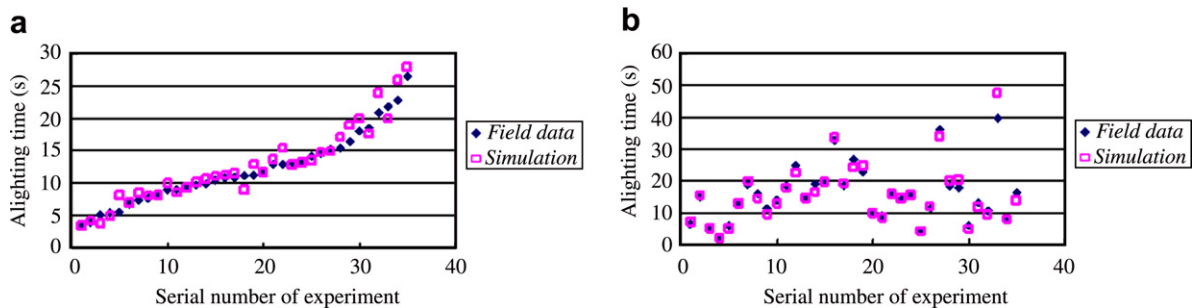 a
30
25
20
15
10
5
0
0 10 20 30 40
Alighting time (s)
Serial number of experiment
Field data
Simulation
b
60
50
40
30
20
10
0
0 10 20 30 40
Alighting time (s)
Serial number of experiment
Field data
Simulation